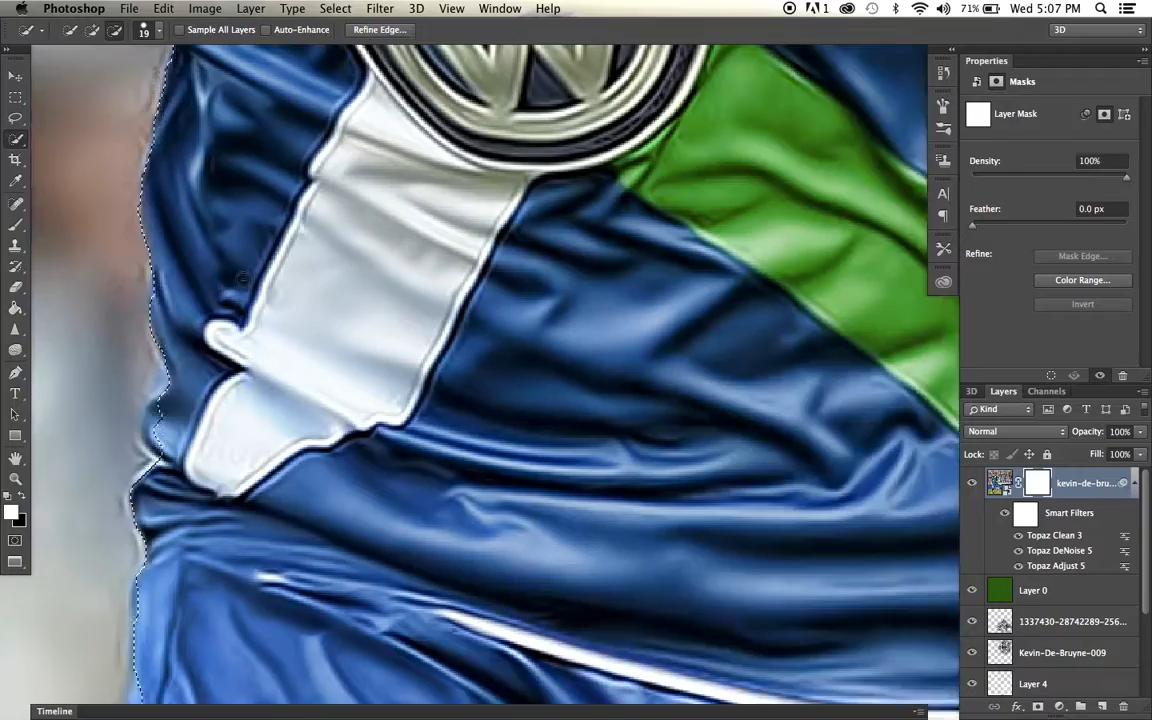 Photoshop File Edit Image Layer Type Select Filter 3D View Window Help 1 71% Wed 5:07 PM
19 Sample All Layers Auto-Enhance Refine Edge... 3D
Properties
Masks
Layer Mask
Density: 100%
Feather: 0.0 px
Refine: Mask Edge...
Color Range...
Invert
3D Layers Channels
Kind
Normal Opacity: 100%
Lock: Fill: 100%
kevin-de-bru...
Smart Filters
Topaz Clean 3
Topaz DeNoise 5
Topaz Adjust 5
Layer 0
1337430-28742289-256...
Kevin-De-Bruyne-009
Layer 4
Timeline